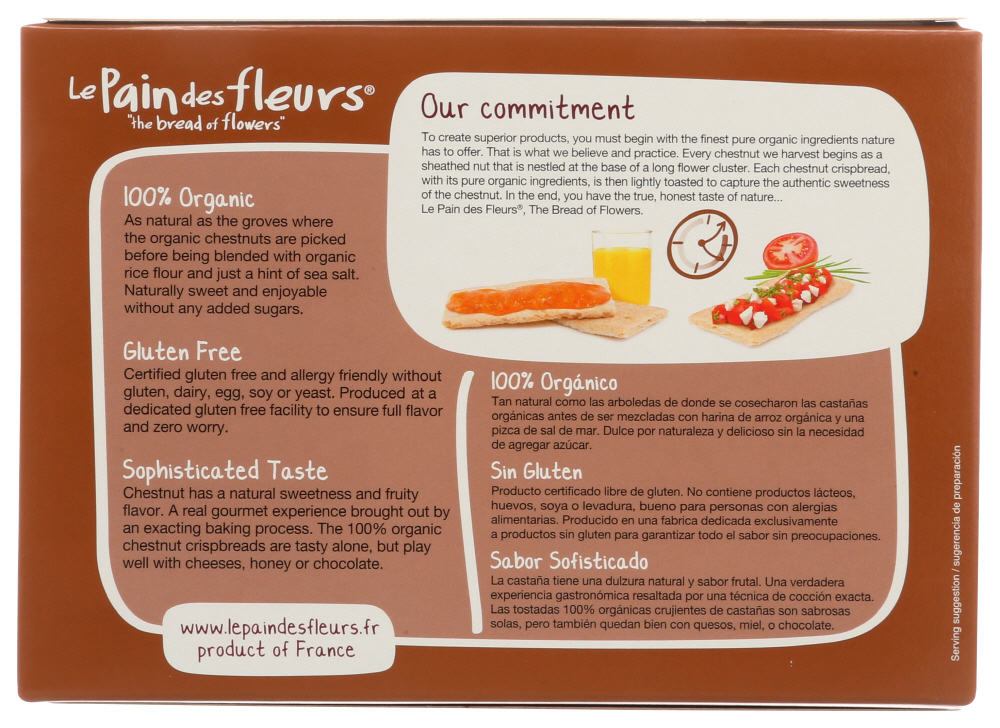 Le Pain des fleurs®
"the bread of flowers"
Our commitment
To create superior products, you must begin with the finest pure organic ingredients nature
has to offer. That is what we believe and practice. Every chestnut we harvest begins as a
sheathed nut that is nestled at the base of a long flower cluster. Each chestnut crispbread,
with its pure organic ingredients, is then lightly toasted to capture the authentic sweetness
of the chestnut. In the end, you have the true, honest taste of nature...
Le Pain des Fleurs®, The Bread of Flowers.
100% Organic
As natural as the groves where
the organic chestnuts are picked
before being blended with organic
rice flour and just a hint of sea salt.
Naturally sweet and enjoyable
without any added sugars.
Gluten Free
Certified gluten free and allergy friendly without
gluten, dairy, egg, soy or yeast. Produced at a
dedicated gluten free facility to ensure full flavor
and zero worry.
Sophisticated Taste
Chestnut has a natural sweetness and fruity
flavor. A real gourmet experience brought out by
an exacting baking process. The 100% organic
chestnut crispbreads are tasty alone, but play
well with cheeses, honey or chocolate.
100% Orgánico
Tan natural como las arboledas de donde se cosecharon las castañas
orgánicas antes de ser mezcladas con harina de arroz orgánica y una
pizca de sal de mar. Dulce por naturaleza y delicioso sin la necesidad
de agregar azúcar.
Sin Gluten
Producto certificado libre de gluten. No contiene productos lácteos,
huevos, soya o levadura, bueno para personas con alergias
alimentarias. Producido en una fabrica dedicada exclusivamente
a productos sin gluten para garantizar todo el sabor sin preocupaciones.
Sabor Sofisticado
La castaña tiene una dulzura natural y sabor frutal. Una verdadera
experiencia gastronómica resaltada por una técnica de cocción exacta.
Las tostadas 100% orgánicas crujientes de castañas son sabrosas
solas, pero también quedan bien con quesos, miel, o chocolate.
www.lepaindesfleurs.fr
product of France
Serving suggestion / sugerencia de preparación